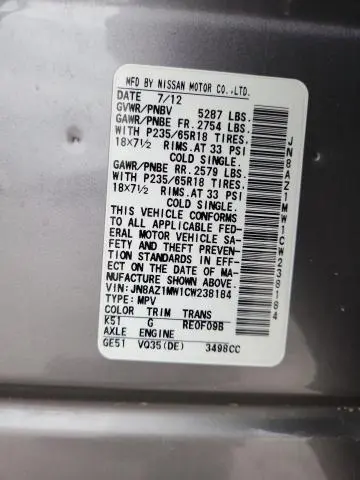 MFD BY NISSAN MOTOR CO.,LTD.
DATE 7/12
GVWR/PNBV 5287 LBS.
GAWR/PNBE FR. 2754 LBS.
WITH P235/65R18 TIRES,
18×7½ RIMS, AT 33 PSI
COLD SINGLE.
GAWR/PNBE RR. 2579 LBS.
WITH P235/65R18 TIRES,
18×7½ RIMS, AT 33 PSI
COLD SINGLE.
THIS VEHICLE CONFORMS
TO ALL APPLICABLE FED-
ERAL MOTOR VEHICLE SA-
FETY AND THEFT PREVEN-
TION STANDARDS IN EFF-
ECT ON THE DATE OF MA-
NUFACTURE SHOWN ABOVE.
VIN: JN8AZ1MW1CW238184
TYPE: MPV
COLOR TRIM TRANS
K51 G RE0F09B
AXLE ENGINE
GE51 VQ35(DE) 3498CC
JN8AZ1MW1CW238184